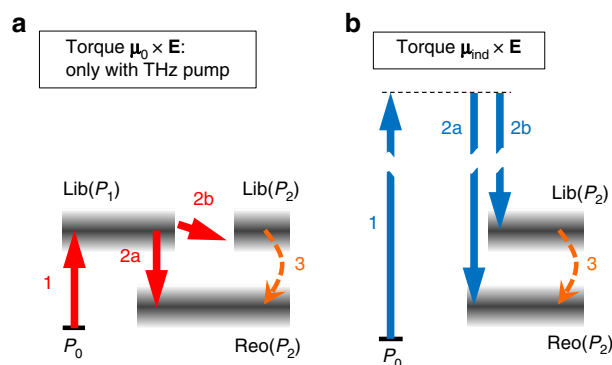 a
Torque μ₀ × E:
only with THz pump
Lib(P₁)
Lib(P₂)
2b
2a
1
3
P₀
Reo(P₂)
b
Torque μind × E
2a
2b
Lib(P₂)
1
3
P₀
Reo(P₂)